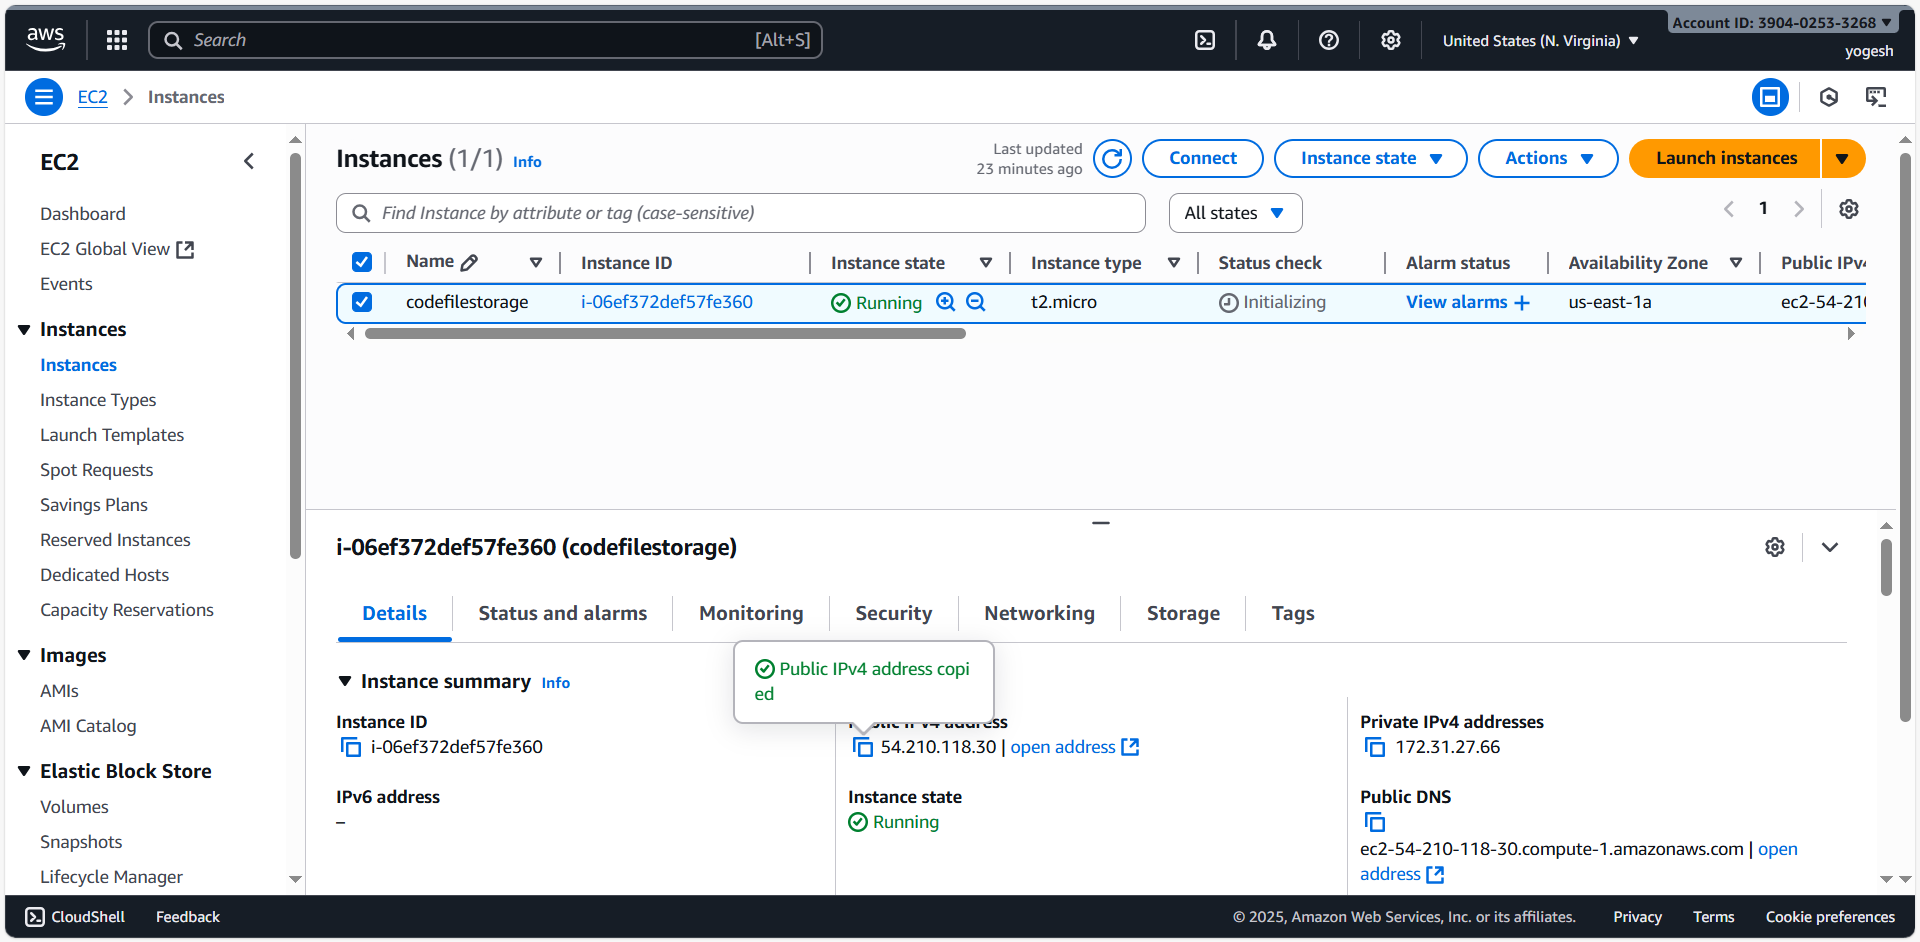 aws
Search [Alt+S]
United States (N. Virginia)
Account ID: 3904-0253-3268
yogesh
EC2 Instances
EC2
Dashboard
EC2 Global View
Events
Instances
Instances
Instance Types
Launch Templates
Spot Requests
Savings Plans
Reserved Instances
Dedicated Hosts
Capacity Reservations
Images
AMIs
AMI Catalog
Elastic Block Store
Volumes
Snapshots
Lifecycle Manager
Instances (1/1) Info
Last updated
23 minutes ago
Connect Instance state Actions Launch instances
Find Instance by attribute or tag (case-sensitive) All states 1
Name Instance ID Instance state Instance type Status check Alarm status Availability Zone Public IPv4
codefilestorage i-06ef372def57fe360 Running t2.micro Initializing View alarms + us-east-1a ec2-54-210
i-06ef372def57fe360 (codefilestorage)
Details Status and alarms Monitoring Security Networking Storage Tags
Public IPv4 address copi
ed
Instance summary Info
Instance ID
i-06ef372def57fe360
Public IPv4 address
54.210.118.30 | open address
Private IPv4 addresses
172.31.27.66
IPv6 address
–
Instance state
Running
Public DNS
ec2-54-210-118-30.compute-1.amazonaws.com | open
address
CloudShell Feedback © 2025, Amazon Web Services, Inc. or its affiliates. Privacy Terms Cookie preferences